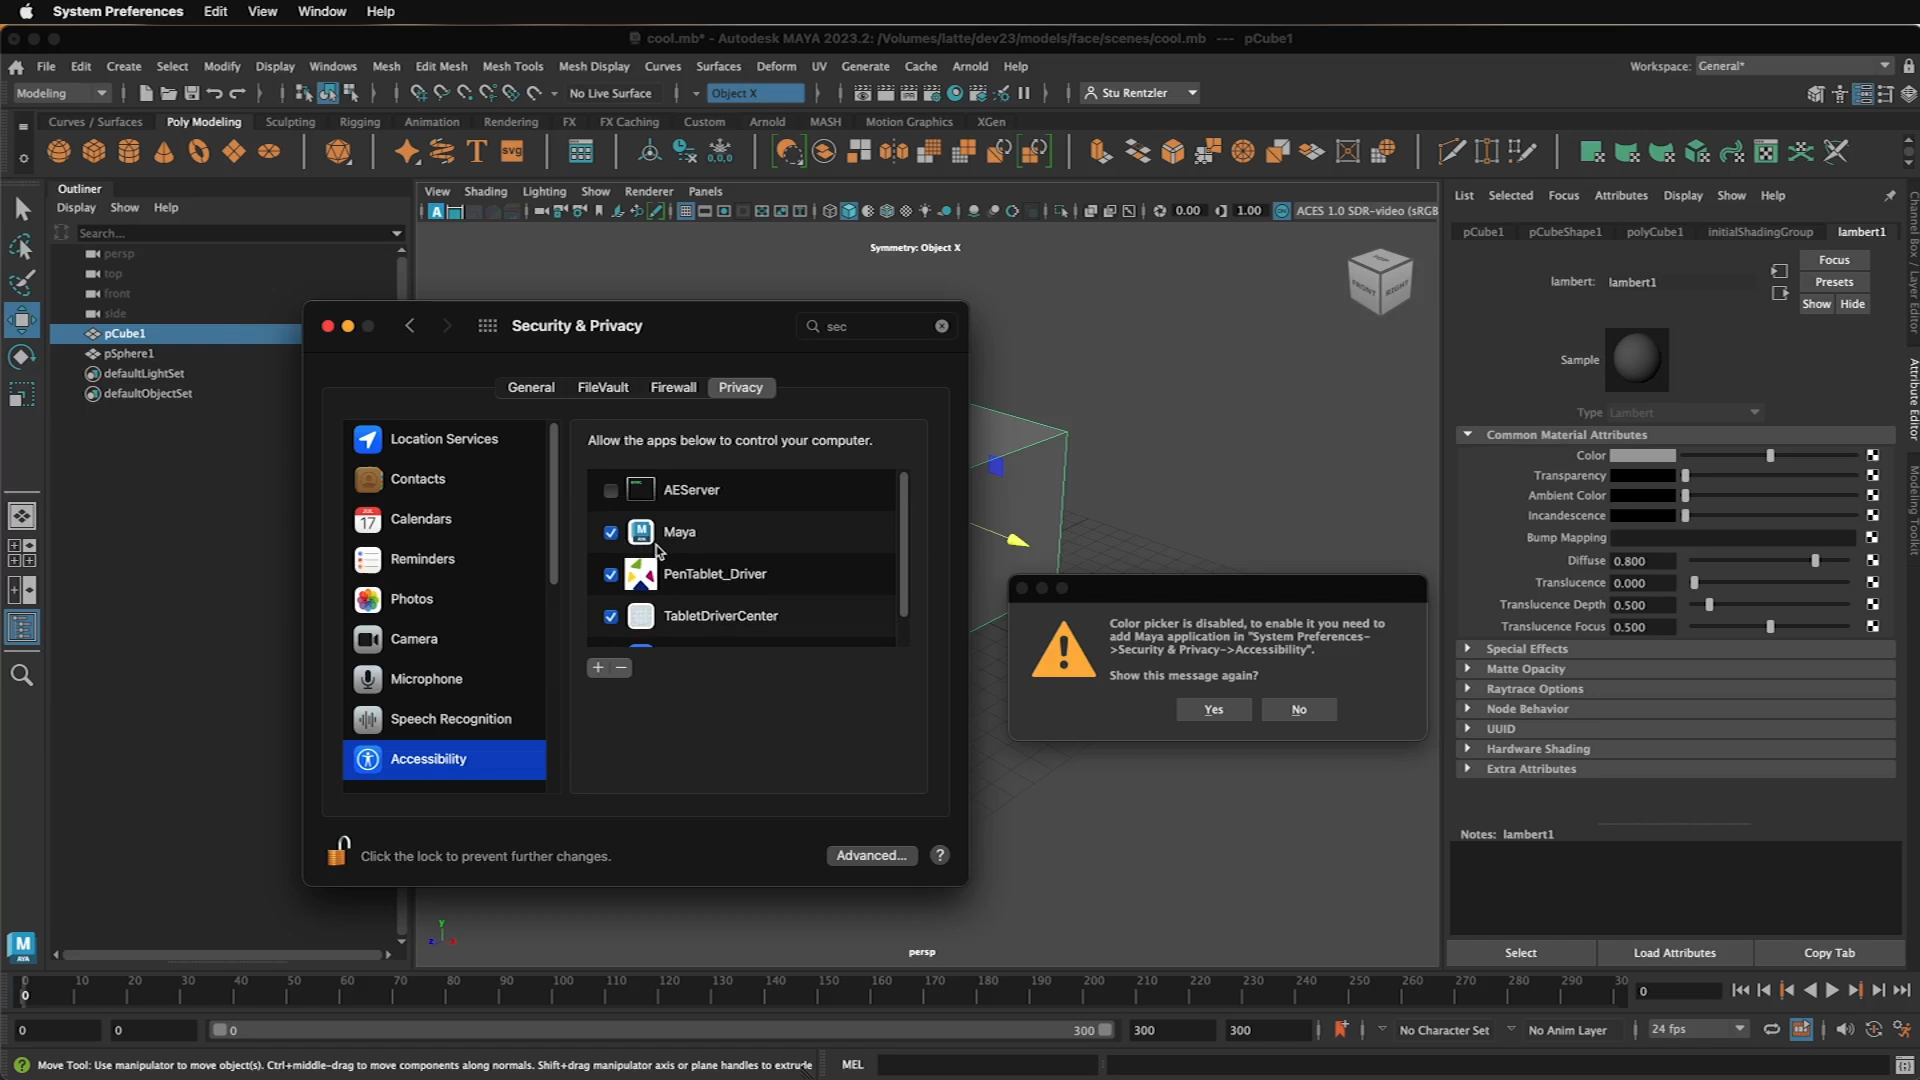 System Preferences Edit View Window Help
cool.mb* - Autodesk MAYA 2023.2: /Volumes/latte/dev23/models/face/scenes/cool.mb --- pCube1
File Edit Create Select Modify Display Windows Mesh Edit Mesh Mesh Tools Mesh Display Curves Surfaces Deform UV Generate Cache Arnold Help Workspace: General*
Modeling No Live Surface Object X Stu Rentzler
Curves / Surfaces Poly Modeling Sculpting Rigging Animation Rendering FX FX Caching Custom Arnold MASH Motion Graphics XGen
Outliner
Display Show Help
Search...
persp
top
front
side
pCube1
pSphere1
defaultLightSet
defaultObjectSet
View Shading Lighting Show Renderer Panels
0.00 1.00 ACES 1.0 SDR-video (sRGB
Symmetry: Object X
TOP
FRONT RIGHT
Security & Privacy
sec
General FileVault Firewall Privacy
Location Services
Contacts
JUL
17
Calendars
Reminders
Photos
Camera
Microphone
Speech Recognition
Accessibility
Allow the apps below to control your computer.
AEServer
Maya
PenTablet_Driver
TabletDriverCenter
+ −
Click the lock to prevent further changes.
Advanced... ?
Color picker is disabled, to enable it you need to
add Maya application in "System Preferences-
>Security & Privacy->Accessibility".
Show this message again?
Yes No
persp
y
z x
List Selected Focus Attributes Display Show Help
pCube1 pCubeShape1 polyCube1 initialShadingGroup lambert1
lambert: lambert1
Focus
Presets
Show Hide
Sample
Type Lambert
Common Material Attributes
Color
Transparency
Ambient Color
Incandescence
Bump Mapping
Diffuse 0.800
Translucence 0.000
Translucence Depth 0.500
Translucence Focus 0.500
Special Effects
Matte Opacity
Raytrace Options
Node Behavior
UUID
Hardware Shading
Extra Attributes
Notes: lambert1
Select Load Attributes Copy Tab
Channel Box / Layer Editor
Attribute Editor
Modeling Toolkit
M
AYA
0 10 20 30 40 50 60 70 80 90 100 110 120 130 140 150 160 170 180 190 200 210 220 230 240 250 260 270 280 290 30
0 0
0 0 0 300 300 300 No Character Set No Anim Layer 24 fps
Move Tool: Use manipulator to move object(s). Ctrl+middle-drag to move components along normals. Shift+drag manipulator axis or plane handles to extrude MEL